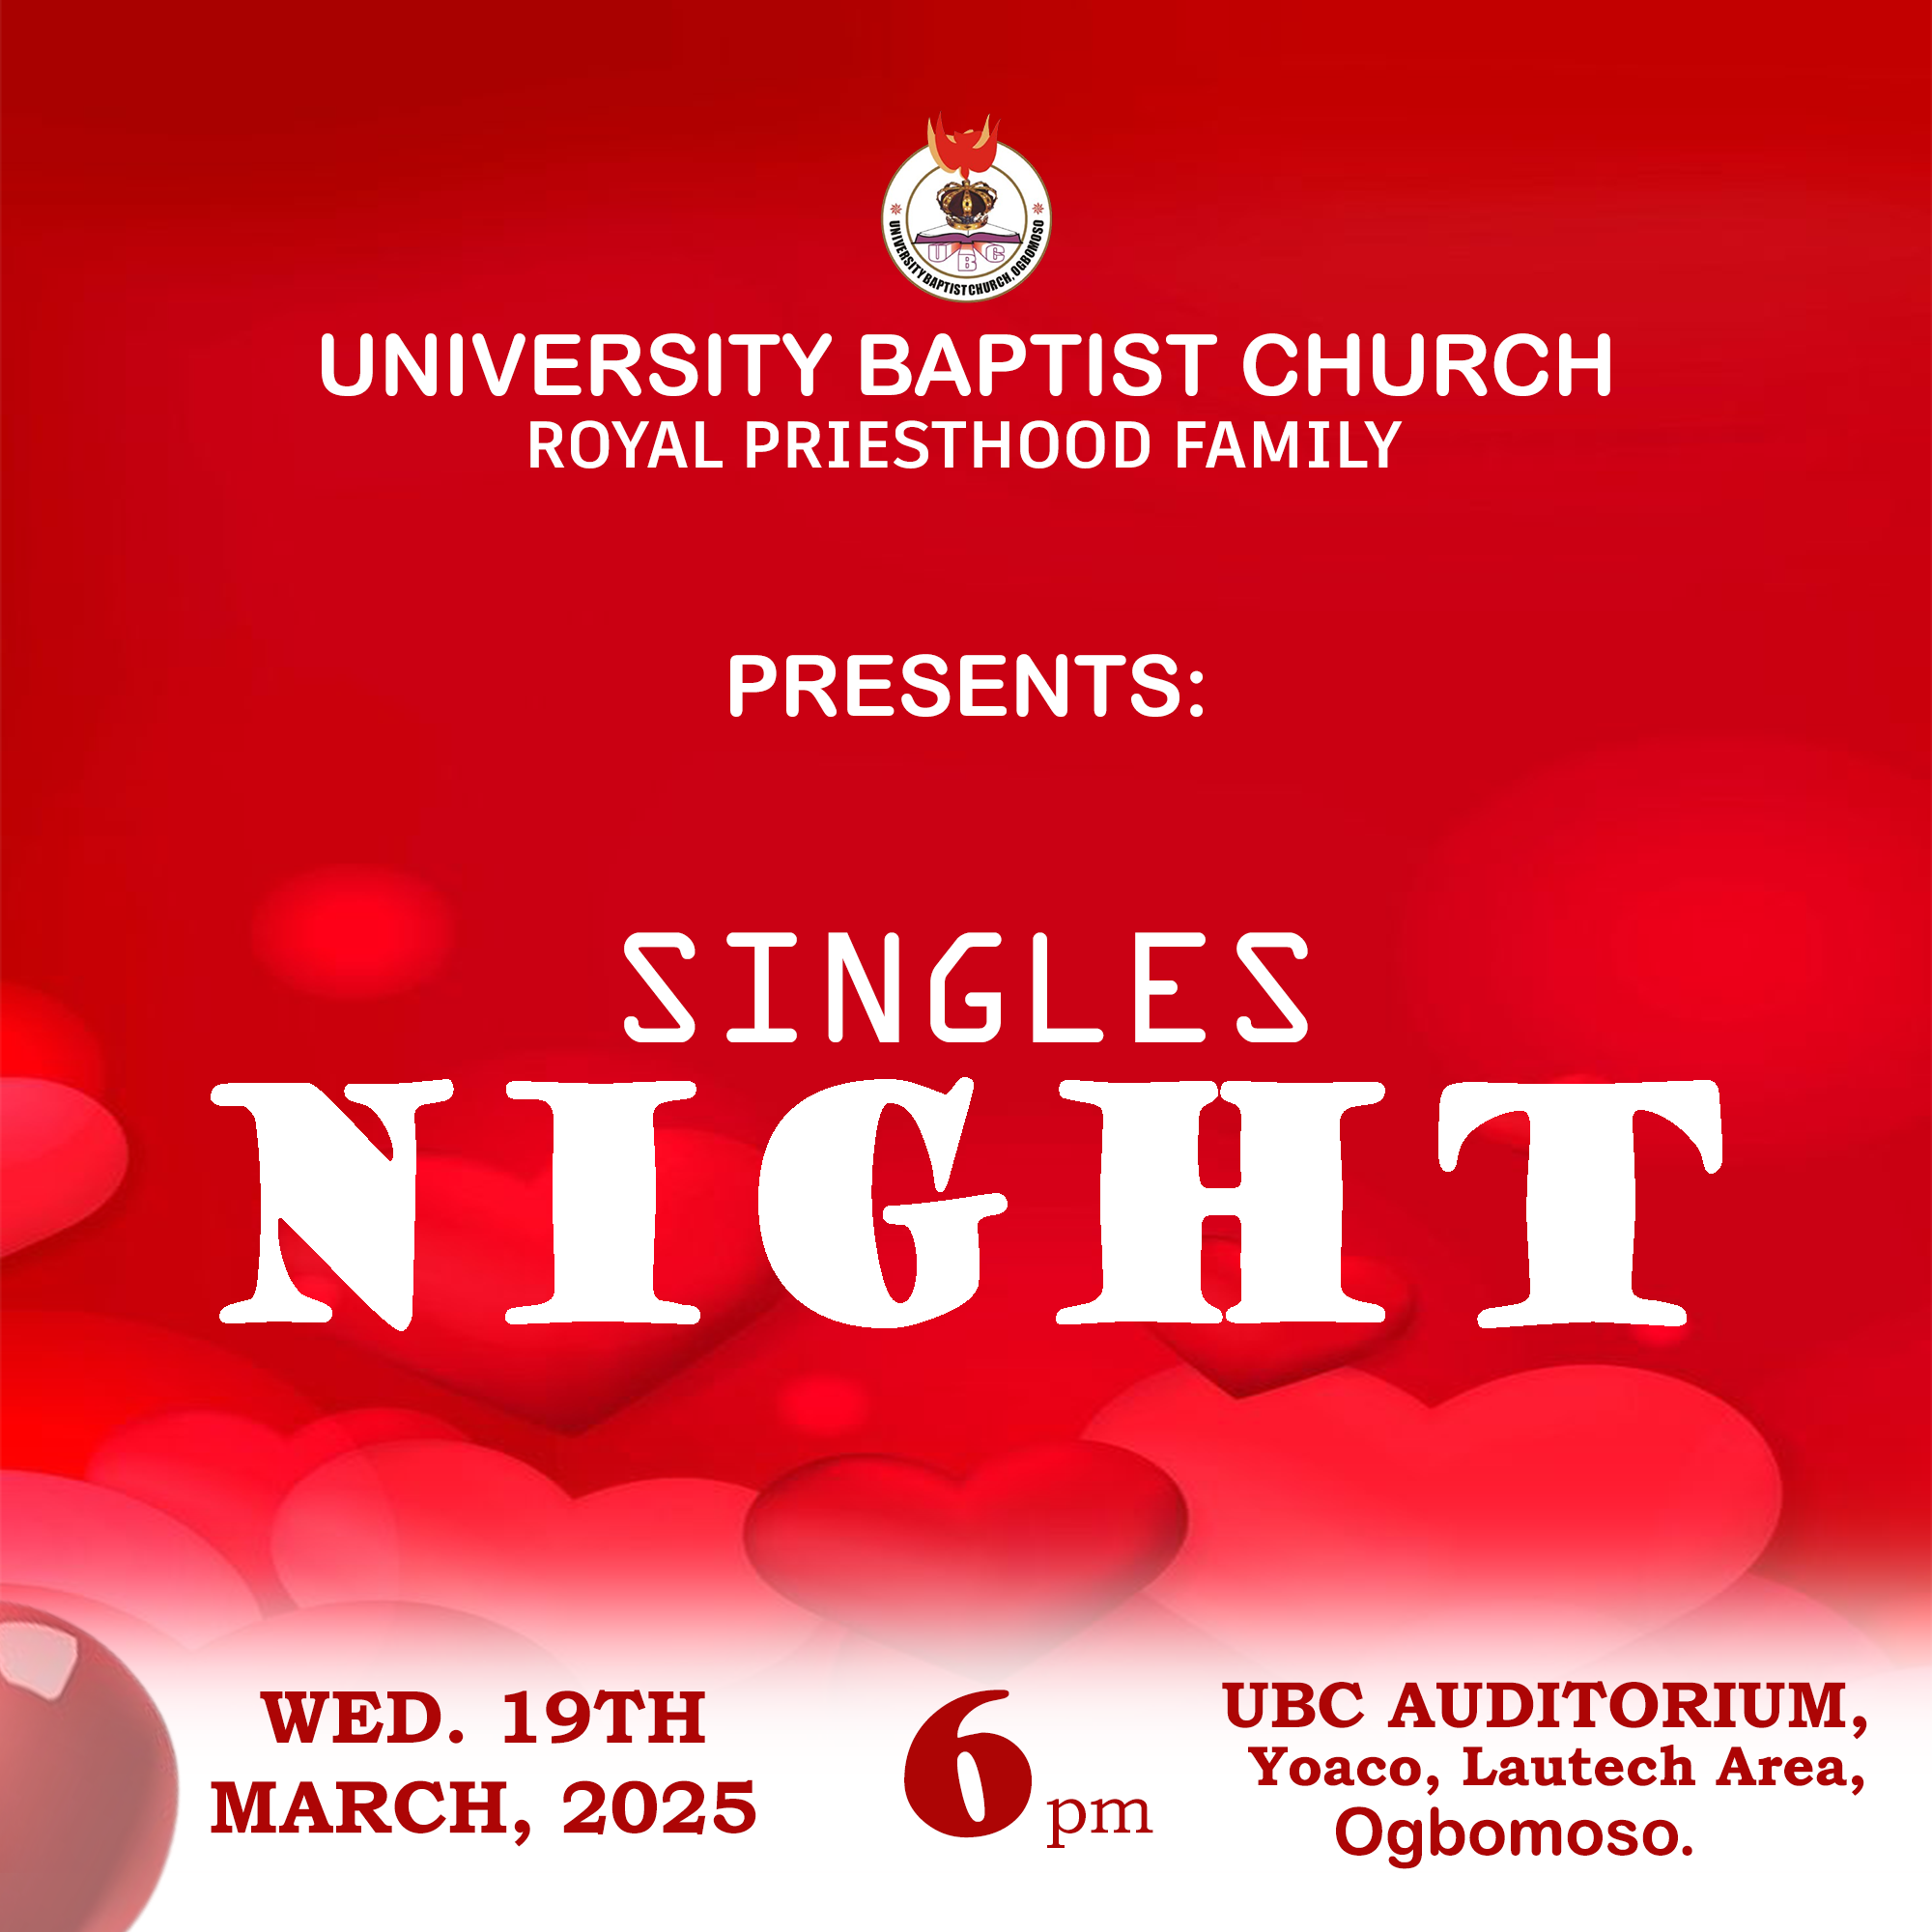 UNIVERSITY BAPTIST CHURCH, OGBOMOSO
UBC
UNIVERSITY BAPTIST CHURCH
ROYAL PRIESTHOOD FAMILY
PRESENTS:
SINGLES
NIGHT
WED. 19TH
MARCH, 2025
6 pm
UBC AUDITORIUM,
Yoaco, Lautech Area,
Ogbomoso.